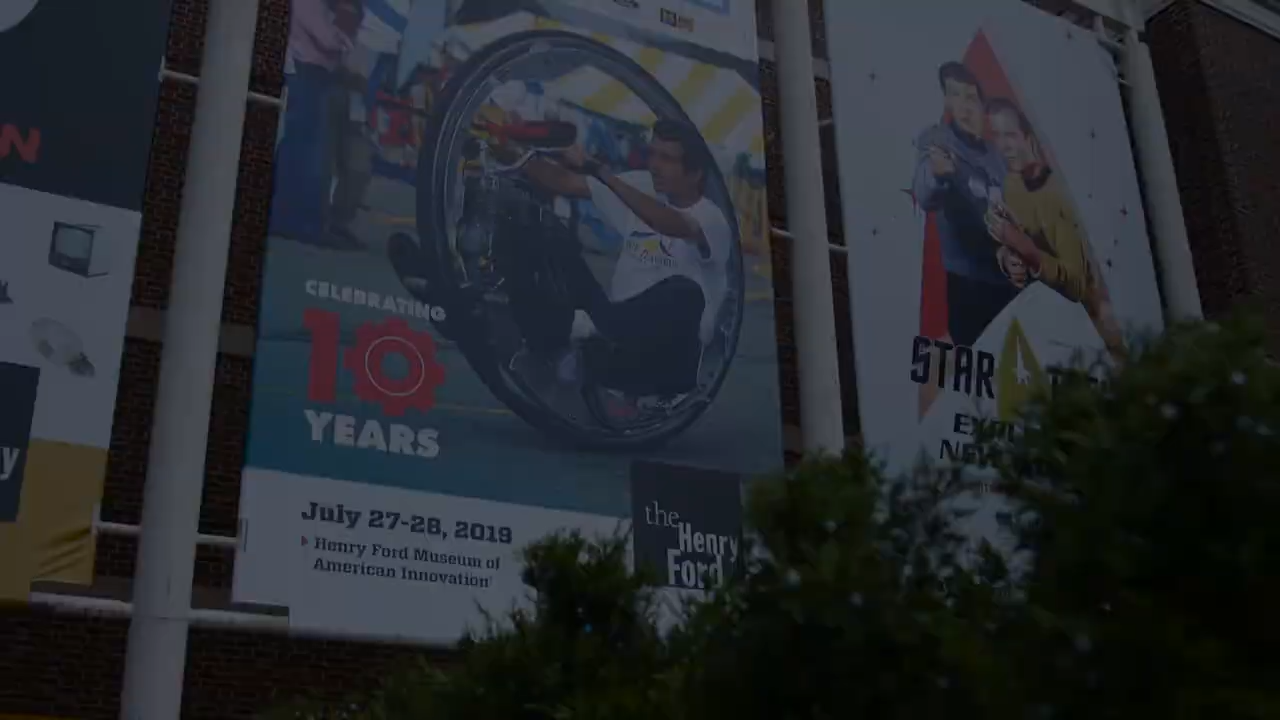 N
y
CELEBRATING
10
YEARS
July 27-28, 2019
Henry Ford Museum of
American Innovation
the
Henry
Ford
STAR